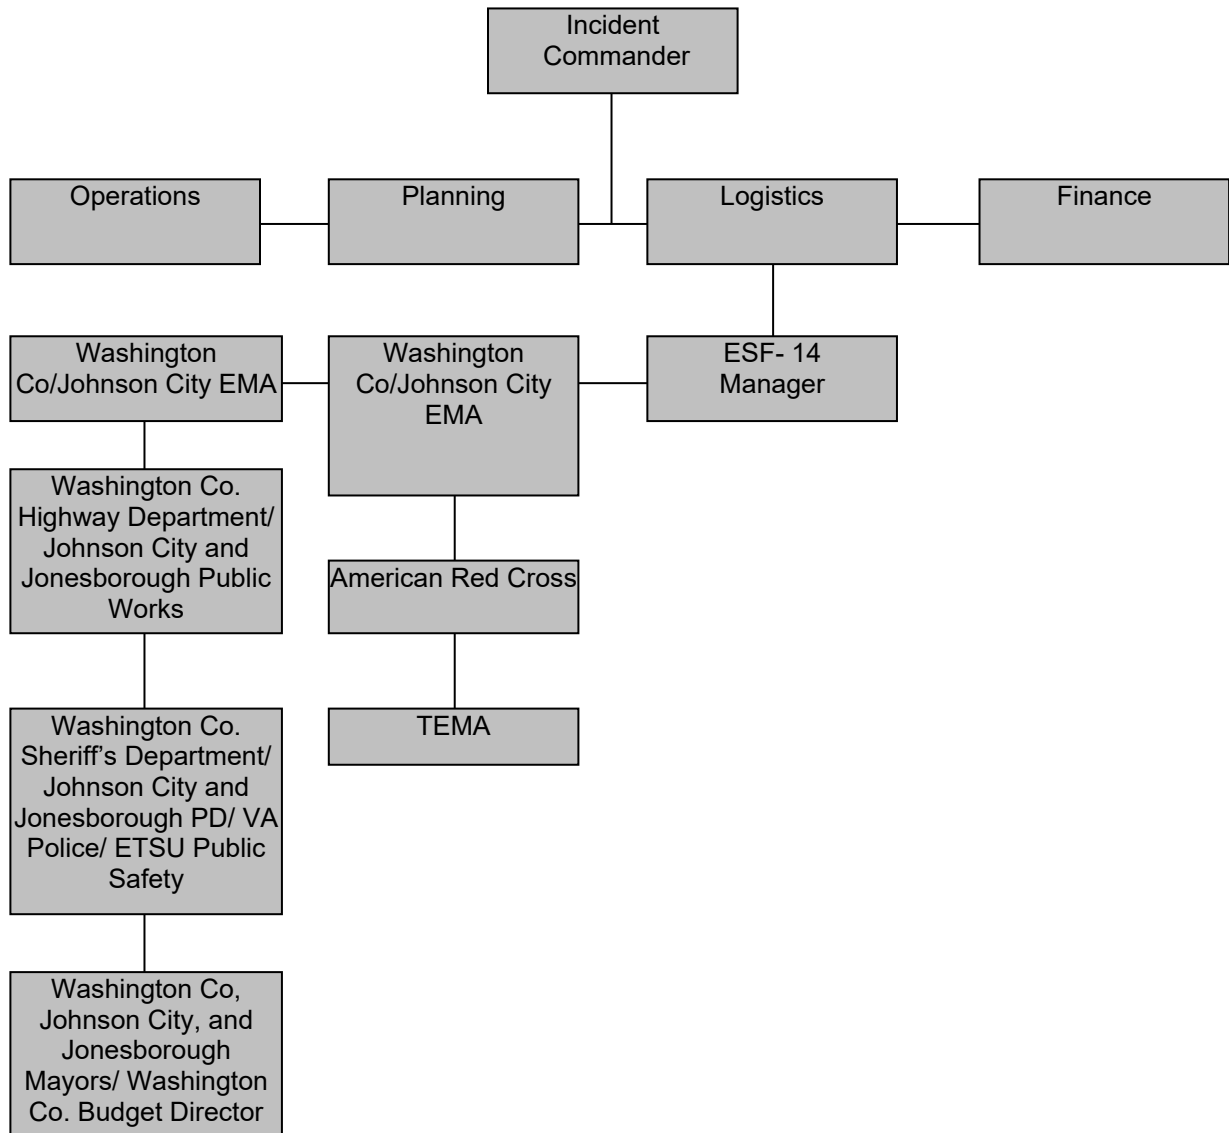 Incident
Commander
Operations
Planning
Logistics
Finance
Washington
Co/Johnson City EMA
Washington
Co/Johnson City
EMA
ESF- 14
Manager
Washington Co.
Highway Department/
Johnson City and
Jonesborough Public
Works
American Red Cross
Washington Co.
Sheriff’s Department/
Johnson City and
Jonesborough PD/ VA
Police/ ETSU Public
Safety
TEMA
Washington Co,
Johnson City, and
Jonesborough
Mayors/ Washington
Co. Budget Director